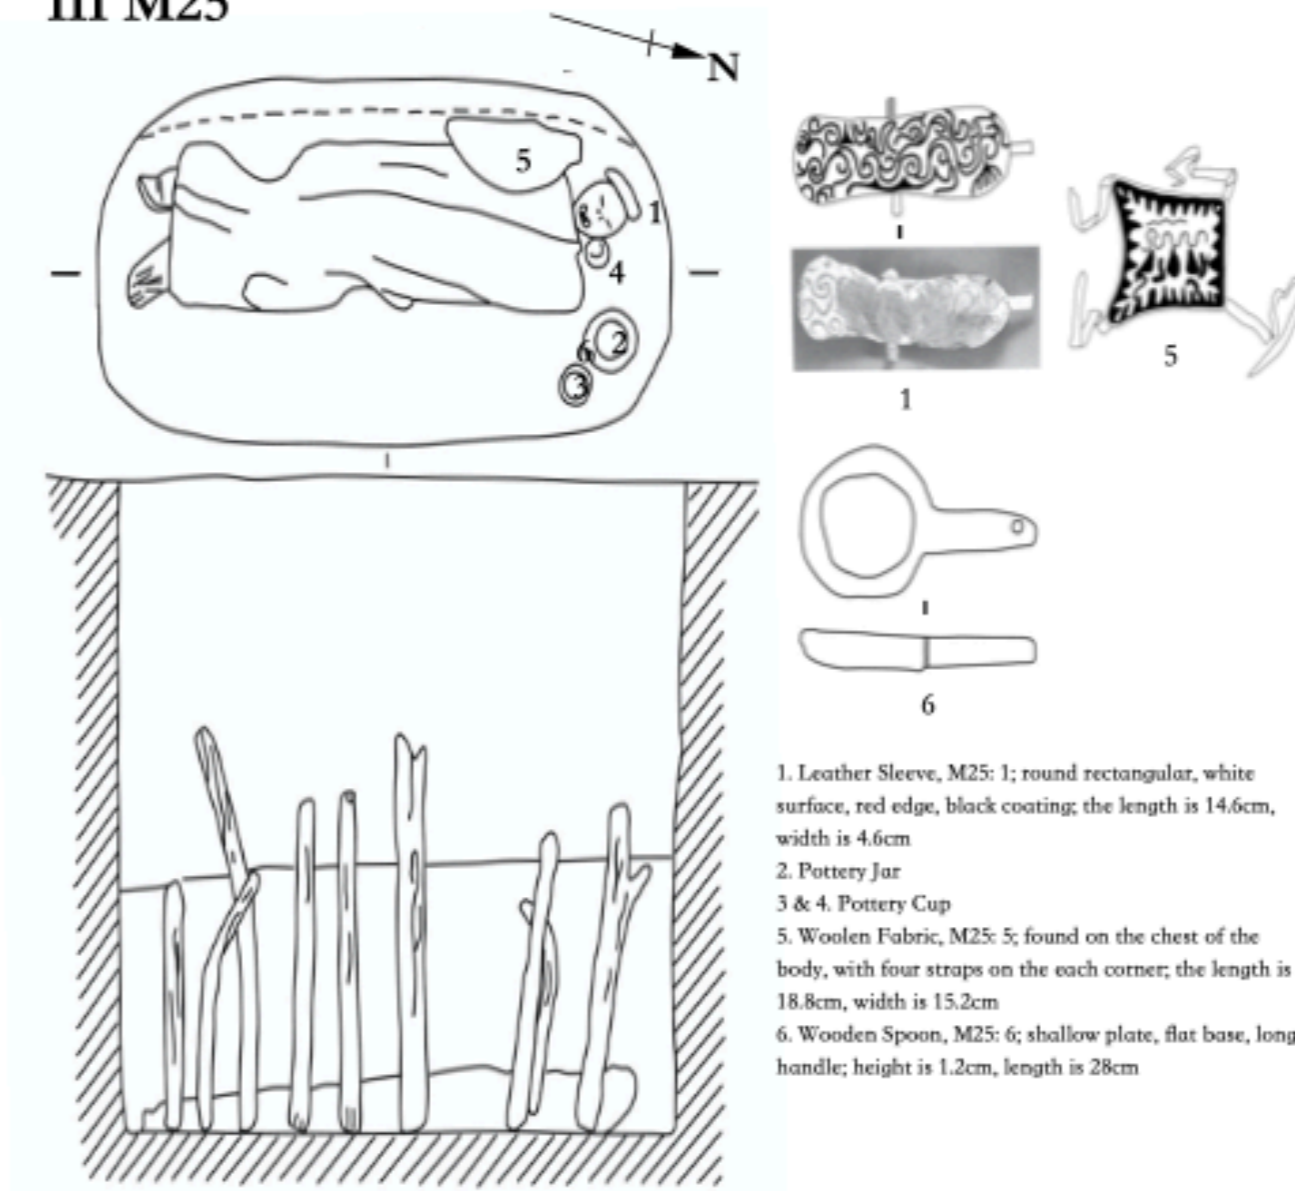 III M25
N
5
1
4
2
3
1
5
6
1. Leather Sleeve, M25: 1; round rectangular, white
surface, red edge, black coating; the length is 14.6cm,
width is 4.6cm
2. Pottery Jar
3 & 4. Pottery Cup
5. Woolen Fabric, M25: 5; found on the chest of the
body, with four straps on the each corner; the length is
18.8cm, width is 15.2cm
6. Wooden Spoon, M25: 6; shallow plate, flat base, long
handle; height is 1.2cm, length is 28cm